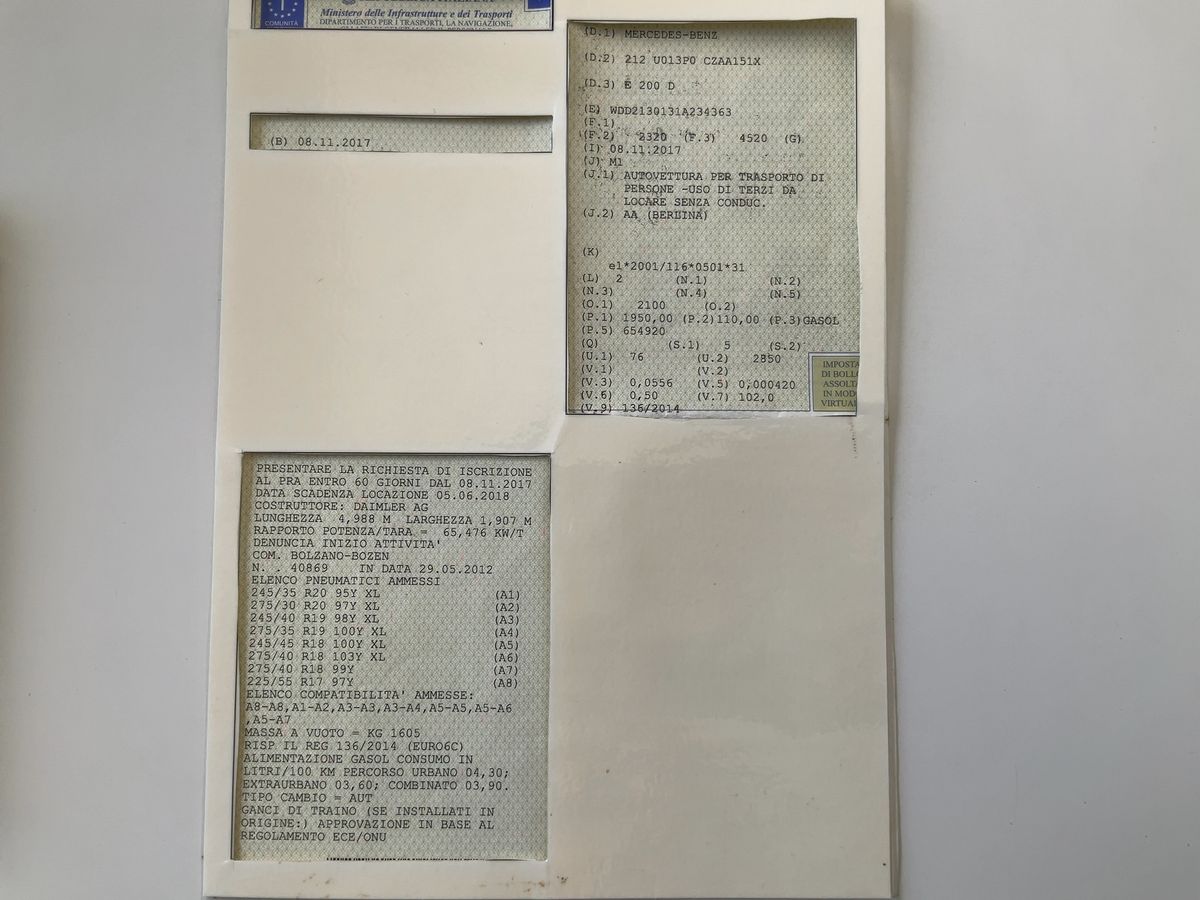 I
COMUNITÀ
Ministero delle Infrastrutture e dei Trasporti
DIPARTIMENTO PER I TRASPORTI, LA NAVIGAZIONE,
(B) 08.11.2017
(D.1) MERCEDES-BENZ
(D.2) 212 U013P0 CZAA151X
(D.3) E 200 D
(E) WDD2130131A234363
(F.1)
(F.2) 2320 (F.3) 4520 (G)
(I) 08.11.2017
(J) M1
(J.1) AUTOVETTURA PER TRASPORTO DI
PERSONE -USO DI TERZI DA
LOCARE SENZA CONDUC.
(J.2) AA (BERLINA)
(K)
e1*2001/116*0501*31
(L) 2 (N.1) (N.2)
(N.3) (N.4) (N.5)
(O.1) 2100 (O.2)
(P.1) 1950,00 (P.2)110,00 (P.3)GASOL
(P.5) 654920
(Q) (S.1) 5 (S.2)
(U.1) 76 (U.2) 2850
(V.1) (V.2)
(V.3) 0,0556 (V.5) 0,000420
(V.6) 0,50 (V.7) 102,0
(V.9) 136/2014
IMPOSTA
DI BOLLO
ASSOLT
IN MOD
VIRTUAL
PRESENTARE LA RICHIESTA DI ISCRIZIONE
AL PRA ENTRO 60 GIORNI DAL 08.11.2017
DATA SCADENZA LOCAZIONE 05.06.2018
COSTRUTTORE: DAIMLER AG
LUNGHEZZA 4,988 M LARGHEZZA 1,907 M
RAPPORTO POTENZA/TARA = 65,476 KW/T
DENUNCIA INIZIO ATTIVITA'
COM. BOLZANO-BOZEN
N. . 40869 IN DATA 29.05.2012
ELENCO PNEUMATICI AMMESSI
245/35 R20 95Y XL (A1)
275/30 R20 97Y XL (A2)
245/40 R19 98Y XL (A3)
275/35 R19 100Y XL (A4)
245/45 R18 100Y XL (A5)
275/40 R18 103Y XL (A6)
275/40 R18 99Y (A7)
225/55 R17 97Y (A8)
ELENCO COMPATIBILITA' AMMESSE:
A8-A8,A1-A2,A3-A3,A3-A4,A5-A5,A5-A6
,A5-A7
MASSA A VUOTO = KG 1605
RISP IL REG 136/2014 (EURO6C)
ALIMENTAZIONE GASOL CONSUMO IN
LITRI/100 KM PERCORSO URBANO 04,30;
EXTRAURBANO 03,60; COMBINATO 03,90.
TIPO CAMBIO = AUT
GANCI DI TRAINO (SE INSTALLATI IN
ORIGINE:) APPROVAZIONE IN BASE AL
REGOLAMENTO ECE/ONU